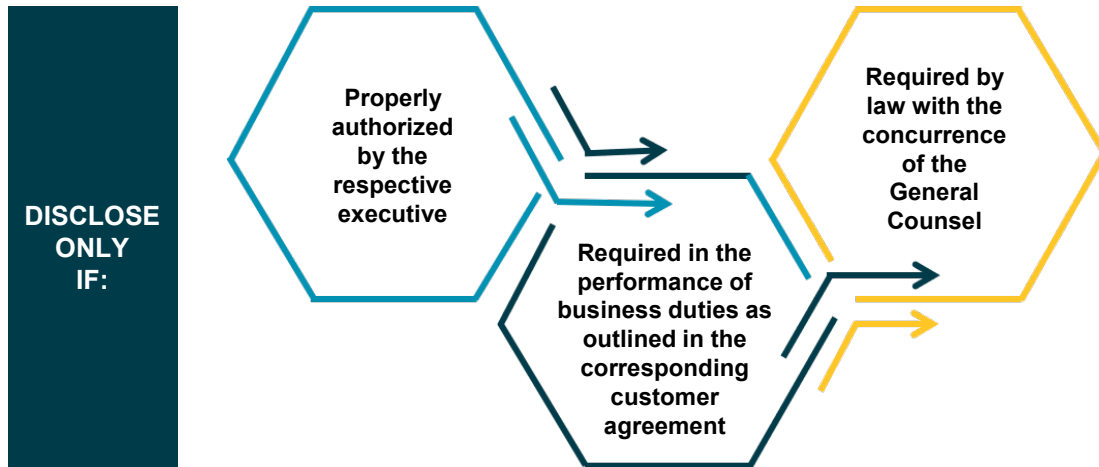 DISCLOSE
ONLY
IF:
Properly
authorized
by the
respective
executive
Required in the
performance of
business duties as
outlined in the
corresponding
customer
agreement
Required by
law with the
concurrence
of the
General
Counsel